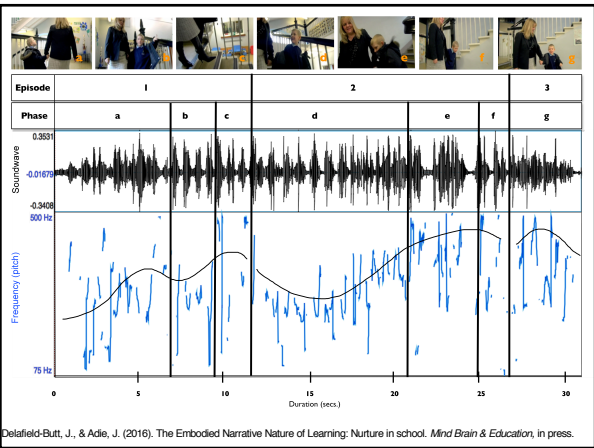 a b c d e f g
Episode 1 2 3
Phase a b c d e f g
Soundwave
0.3531
-0.01679
-0.3408
Frequency (pitch)
500 Hz
75 Hz
0 5 10 15 20 25 30
Duration (secs.)
Delafield-Butt, J., & Adie, J. (2016). The Embodied Narrative Nature of Learning: Nurture in school. Mind Brain & Education, in press.